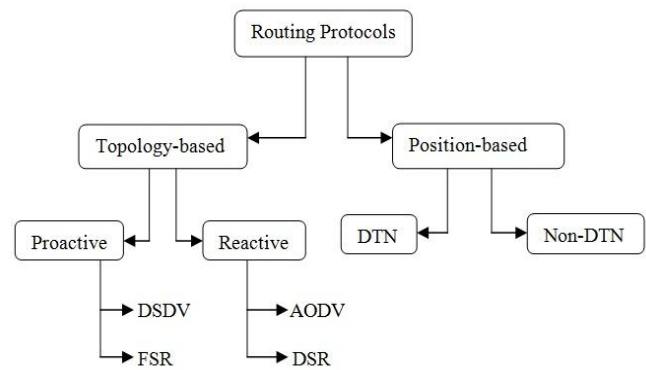 Routing Protocols
Topology-based
Position-based
Proactive
Reactive
DTN
Non-DTN
DSDV
AODV
FSR
DSR